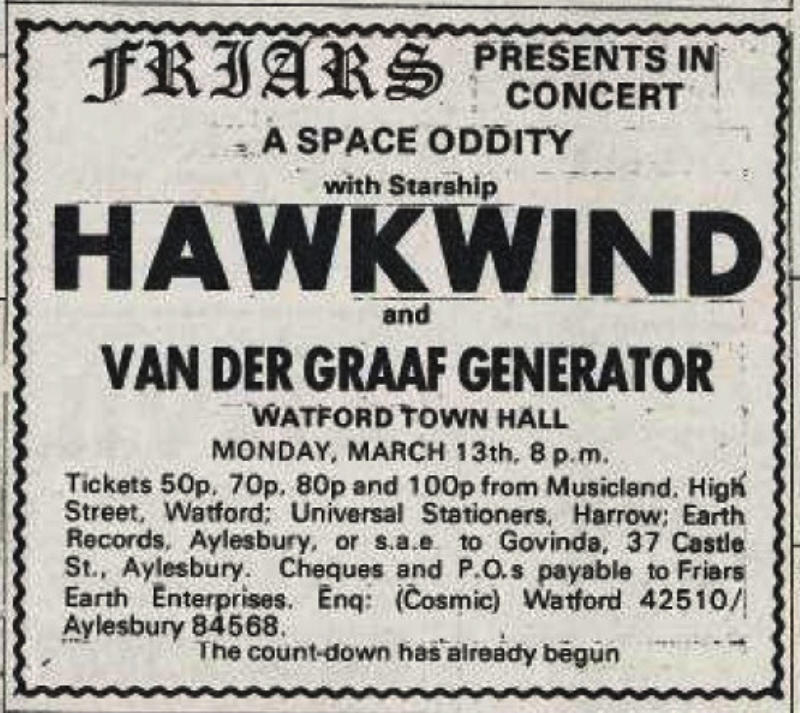 FRIARS PRESENTS IN
CONCERT
A SPACE ODDITY
with Starship
HAWKWIND
and
VAN DER GRAAF GENERATOR
WATFORD TOWN HALL
MONDAY, MARCH 13th, 8 p.m.
Tickets 50p, 70p, 80p and 100p from Musicland, High
Street, Watford; Universal Stationers, Harrow; Earth
Records, Aylesbury, or s.a.e. to Govinda, 37 Castle
St., Aylesbury. Cheques and P.O.s payable to Friars
Earth Enterprises. Enq: (Cosmic) Watford 42510/
Aylesbury 84568.
The count-down has already begun